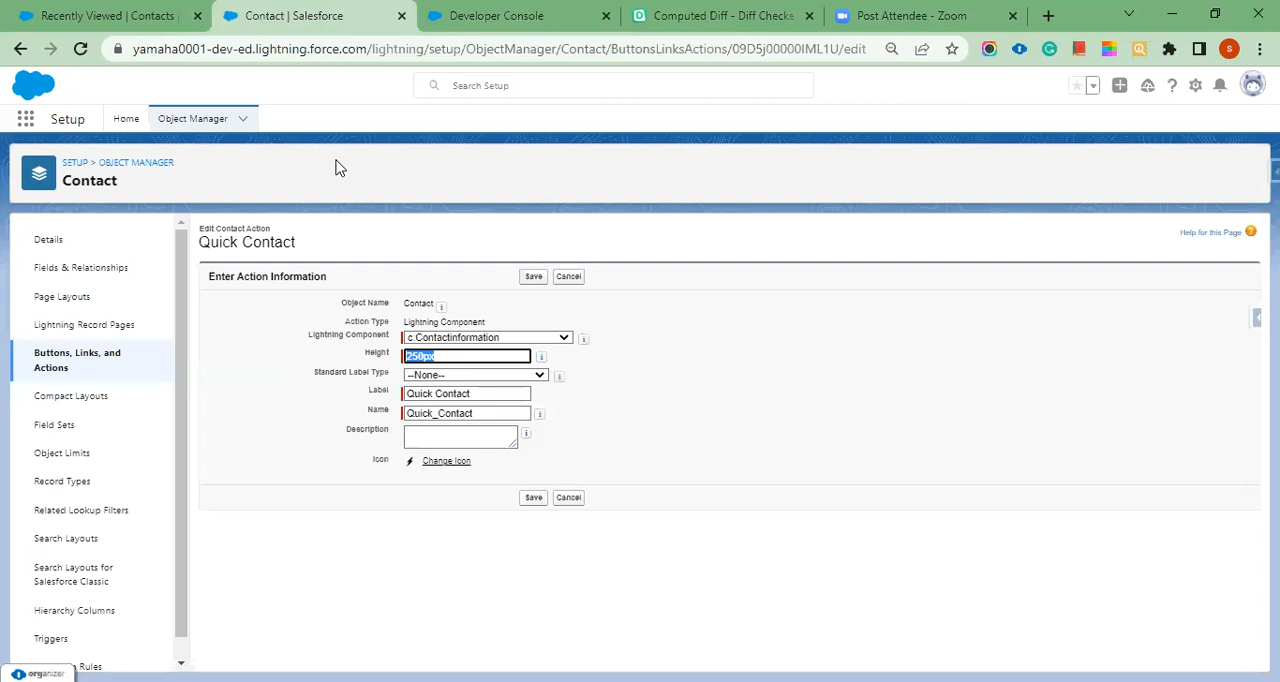 Recently Viewed | Contacts
Contact | Salesforce
Developer Console
Computed Diff - Diff Checke
Post Attendee - Zoom
yamaha0001-dev-ed.lightning.force.com/lightning/setup/ObjectManager/Contact/ButtonsLinksActions/09D5j00000IML1U/edit
S
Search Setup
Setup
Home
Object Manager
SETUP > OBJECT MANAGER
Contact
Details
Fields & Relationships
Page Layouts
Lightning Record Pages
Buttons, Links, and
Actions
Compact Layouts
Field Sets
Object Limits
Record Types
Related Lookup Filters
Search Layouts
Search Layouts for
Salesforce Classic
Hierarchy Columns
Triggers
Rules
organizer
Edit Contact Action
Quick Contact
Help for this Page
Enter Action Information
Save
Cancel
Object Name Contact
Action Type Lightning Component
Lightning Component c:Contactinformation
Height 250px
Standard Label Type --None--
Label Quick Contact
Name Quick_Contact
Description
Icon Change Icon
Save
Cancel